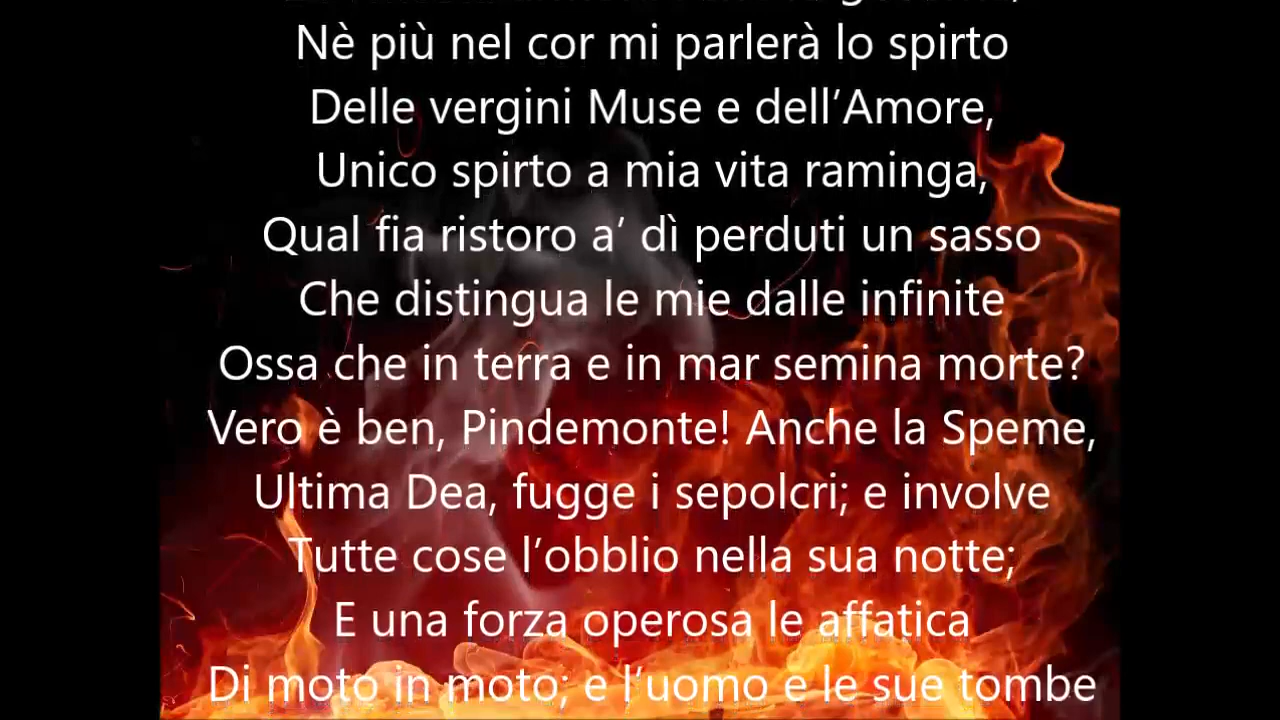 Nè più nel cor mi parlerà lo spirto
Delle vergini Muse e dell’Amore,
Unico spirto a mia vita raminga,
Qual fia ristoro a’ dì perduti un sasso
Che distingua le mie dalle infinite
Ossa che in terra e in mar semina morte?
Vero è ben, Pindemonte! Anche la Speme,
Ultima Dea, fugge i sepolcri; e involve
Tutte cose l’obblio nella sua notte;
E una forza operosa le affatica
Di moto in moto; e l’uomo e le sue tombe